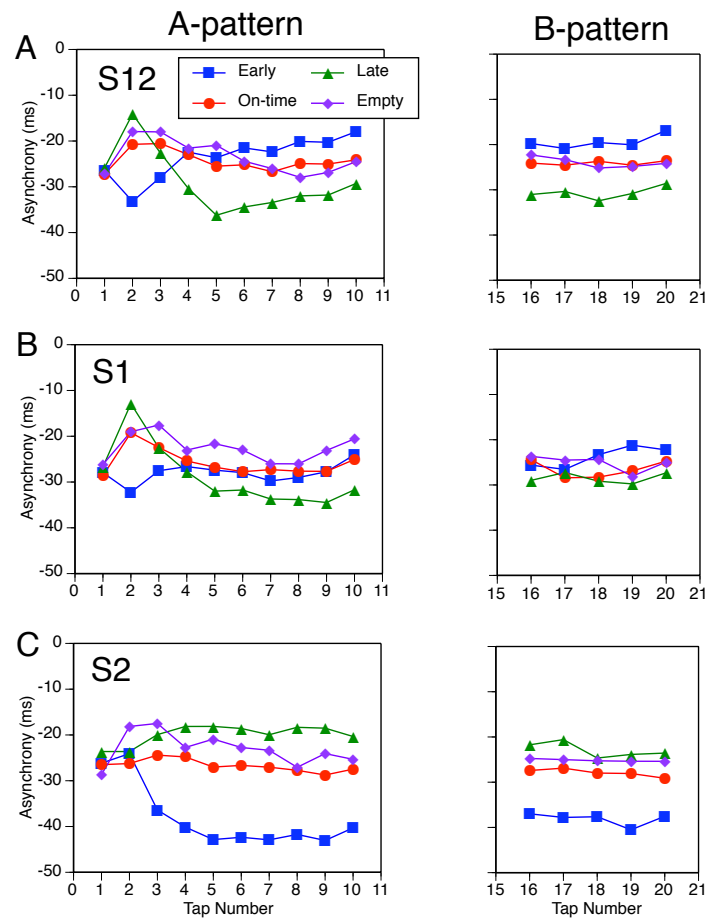 A-pattern
B-pattern
A
S12
Early
Late
On-time
Empty
Asynchrony (ms)
0
-10
-20
-30
-40
-50
0 1 2 3 4 5 6 7 8 9 10 11
15 16 17 18 19 20 21
B
S1
Asynchrony (ms)
0
-10
-20
-30
-40
-50
0 1 2 3 4 5 6 7 8 9 10 11
15 16 17 18 19 20 21
C
S2
Asynchrony (ms)
0
-10
-20
-30
-40
-50
0 1 2 3 4 5 6 7 8 9 10 11
Tap Number
15 16 17 18 19 20 21
Tap Number